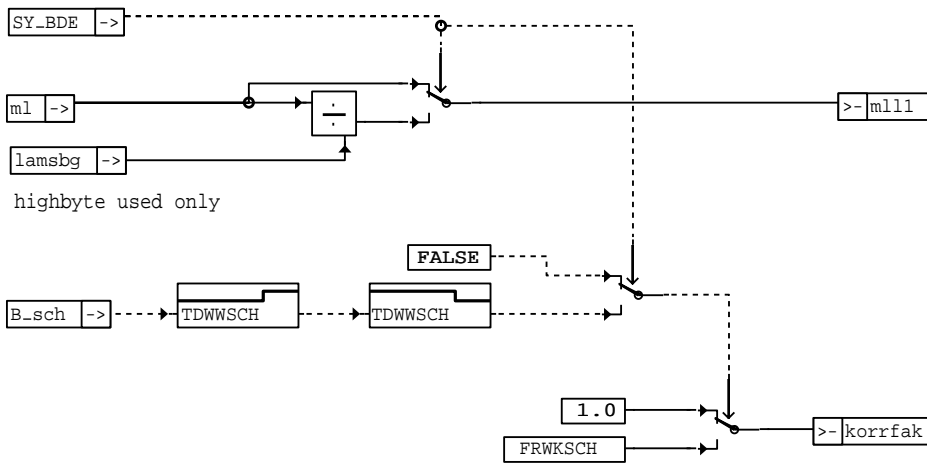 SY_BDE ->
ml ->
>- mll1
lamsbg ->
highbyte used only
FALSE
B_sch ->
TDWWSCH
TDWWSCH
1.0
>- korrfak
FRWKSCH